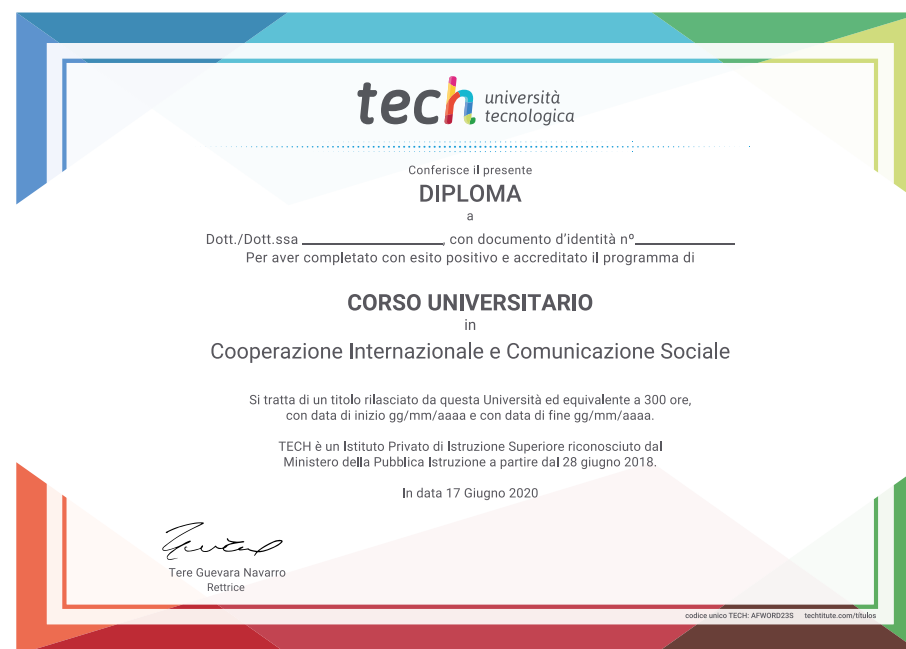 tech università
tecnologica
Conferisce il presente
DIPLOMA
a
Dott./Dott.ssa ____________________, con documento d'identità nº______________
Per aver completato con esito positivo e accreditato il programma di
CORSO UNIVERSITARIO
in
Cooperazione Internazionale e Comunicazione Sociale
Si tratta di un titolo rilasciato da questa Università ed equivalente a 300 ore,
con data di inizio gg/mm/aaaa e con data di fine gg/mm/aaaa.
TECH è un Istituto Privato di Istruzione Superiore riconosciuto dal
Ministero della Pubblica Istruzione a partire dal 28 giugno 2018.
In data 17 Giugno 2020
Tere Guevara Navarro
Rettrice
codice unico TECH: AFWORD23S techtitute.com/títulos